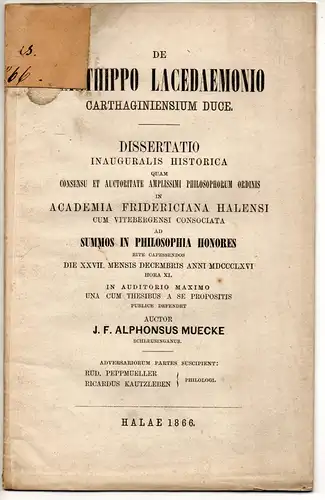 is.
66.
DE
THIPPO LACEDAEMONIO
CARTHAGINIENSIUM DUCE.
DISSERTATIO
INAUGURALIS HISTORICA
QUAM
CONSENSU ET AUCTORITATE AMPLISSIMI PHILOSOPHORUM ORDINIS
IN
ACADEMIA FRIDERICIANA HALENSI
CUM VITEBERGENSI CONSOCIATA
AD
SUMMOS IN PHILOSOPHIA HONORES
RITE CAPESSENDOS
DIE XXVII. MENSIS DECEMBRIS ANNI MDCCCLXVI
HORA XI.
IN AUDITORIO MAXIMO
UNA CUM THESIBUS A SE PROPOSITIS
PUBLICE DEFENDET
AUCTOR
J. F. ALPHONSUS MUECKE
SCHLEUSINGANUS.
ADVERSARIORUM PARTES SUSCIPIENT:
RUD. PEPPMUELLER
RICARDUS KAUTZLEBEN
PHILOLOGI.
HALAE 1866.